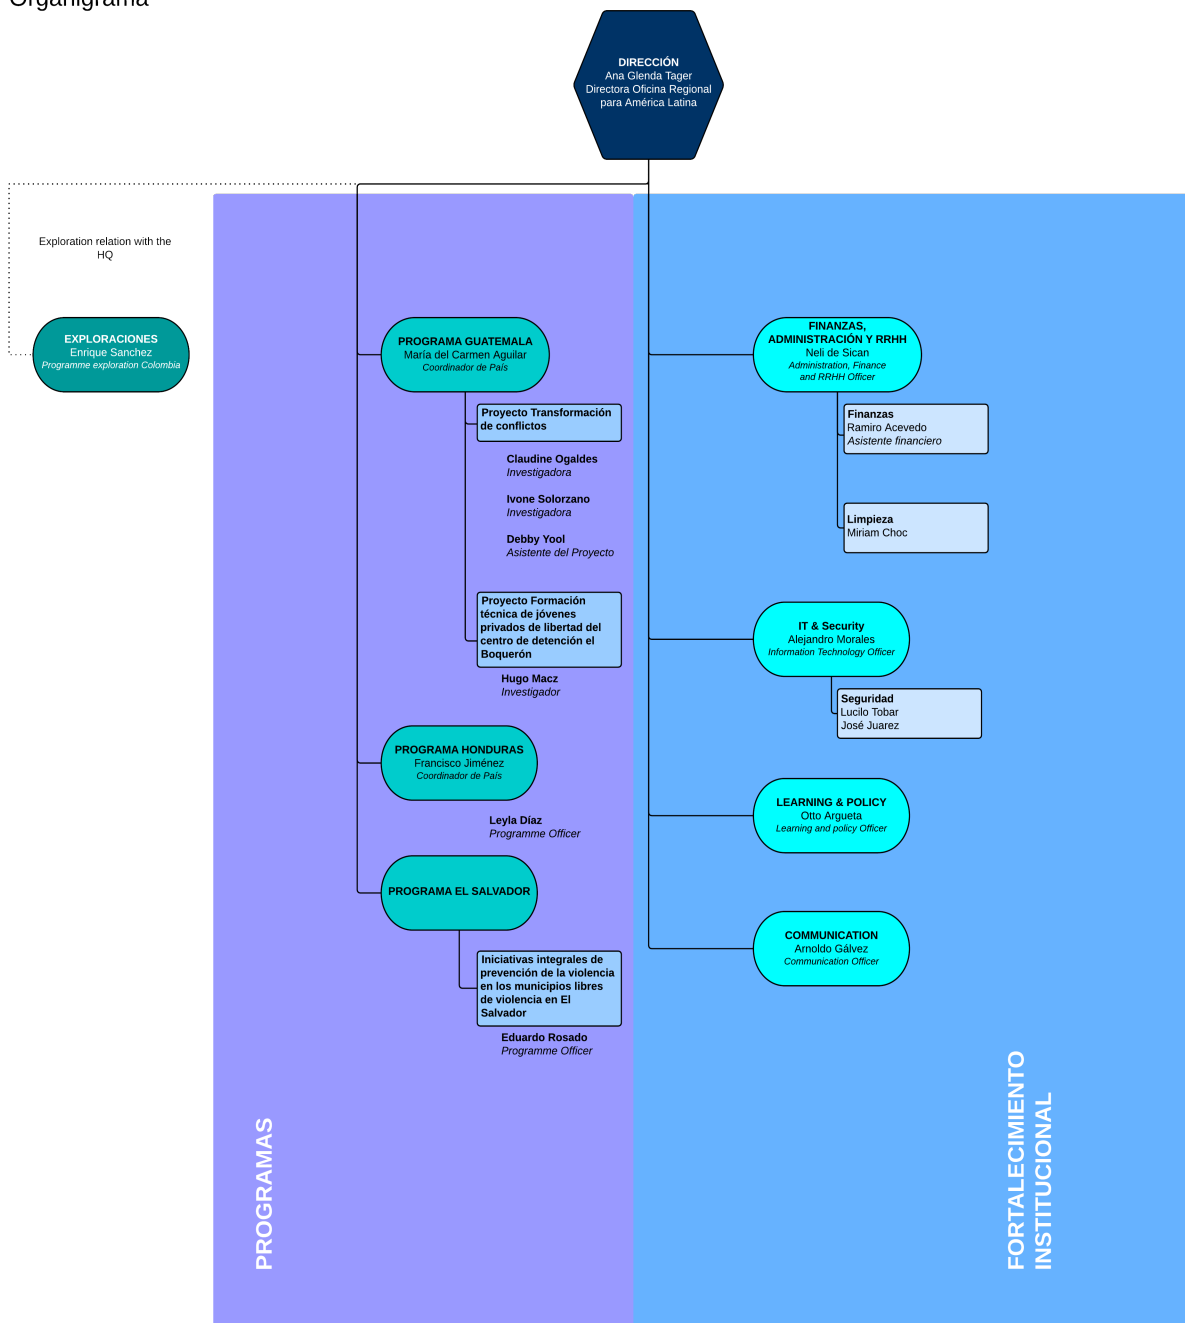 Organigrama
DIRECCIÓN
Ana Glenda Tager
Directora Oficina Regional
para América Latina
Exploration relation with the
HQ
EXPLORACIONES
Enrique Sanchez
Programme exploration Colombia
PROGRAMA GUATEMALA
María del Carmen Aguilar
Coordinador de País
Proyecto Transformación
de conflictos
Claudine Ogaldes
Investigadora
Ivone Solorzano
Investigadora
Debby Yool
Asistente del Proyecto
Proyecto Formación
técnica de jóvenes
privados de libertad del
centro de detención el
Boquerón
Hugo Macz
Investigador
PROGRAMA HONDURAS
Francisco Jiménez
Coordinador de País
Leyla Díaz
Programme Officer
PROGRAMA EL SALVADOR
Iniciativas integrales de
prevención de la violencia
en los municipios libres
de violencia en El
Salvador
Eduardo Rosado
Programme Officer
PROGRAMAS
FINANZAS,
ADMINISTRACIÓN Y RRHH
Neli de Sican
Administration, Finance
and RRHH Officer
Finanzas
Ramiro Acevedo
Asistente financiero
Limpieza
Miriam Choc
IT & Security
Alejandro Morales
Information Technology Officer
Seguridad
Lucilo Tobar
José Juarez
LEARNING & POLICY
Otto Argueta
Learning and policy Officer
COMMUNICATION
Arnoldo Gálvez
Communication Officer
FORTALECIMIENTO
INSTITUCIONAL